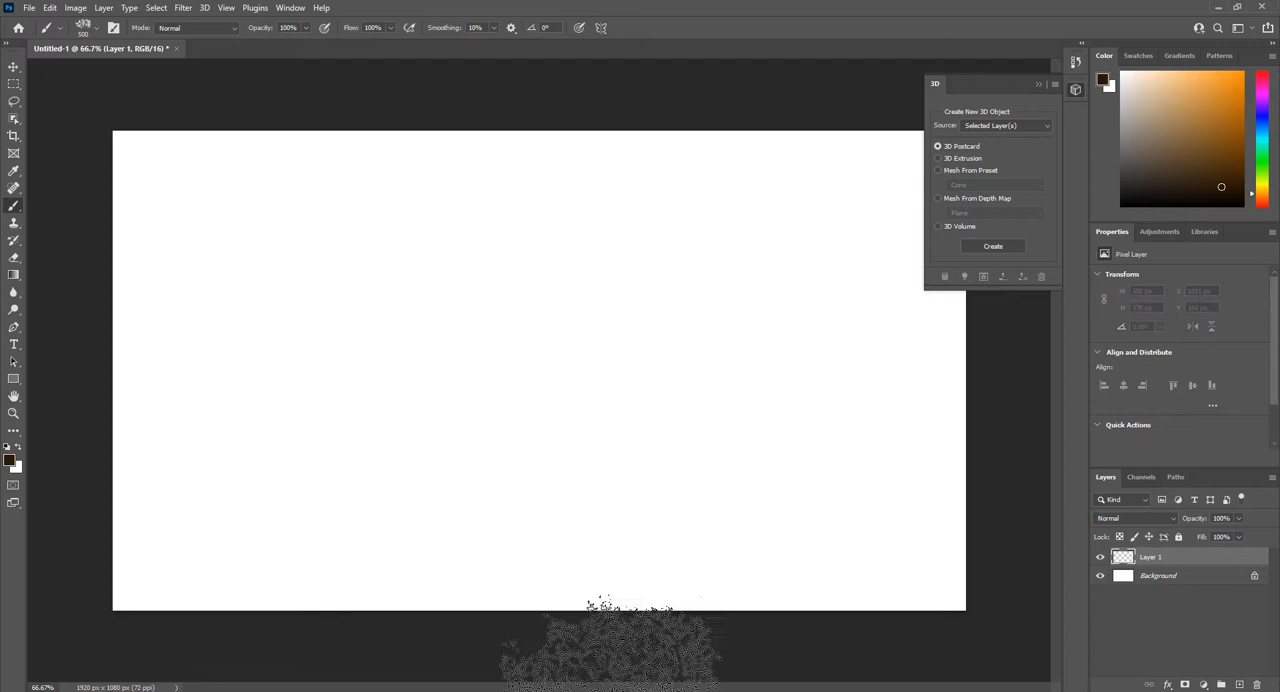 Ps File Edit Image Layer Type Select Filter 3D View Plugins Window Help
500 Mode: Normal Opacity: 100% Flow: 100% Smoothing: 10% 0°
Untitled-1 @ 66.7% (Layer 1, RGB/16) *
3D
Create New 3D Object
Source: Selected Layer(s)
3D Postcard
3D Extrusion
Mesh From Preset
Cone
Mesh From Depth Map
Plane
3D Volume
Create
Color Swatches Gradients Patterns
Properties Adjustments Libraries
Pixel Layer
Transform
W X
H Y
0.00°
Align and Distribute
Align:
Quick Actions
Layers Channels Paths
Kind
Normal Opacity: 100%
Lock: Fill: 100%
Layer 1
Background
66.67% 1920 px x 1080 px (72 ppi)